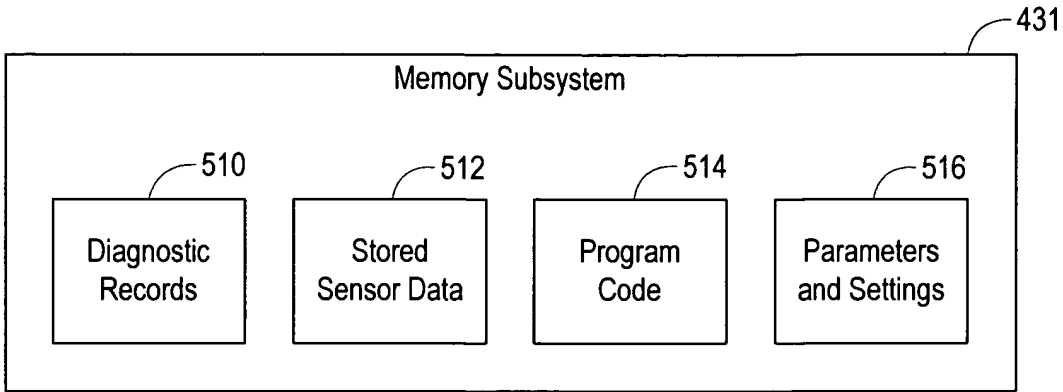 431
Memory Subsystem
510
512
514
516
Diagnostic
Records
Stored
Sensor Data
Program
Code
Parameters
and Settings